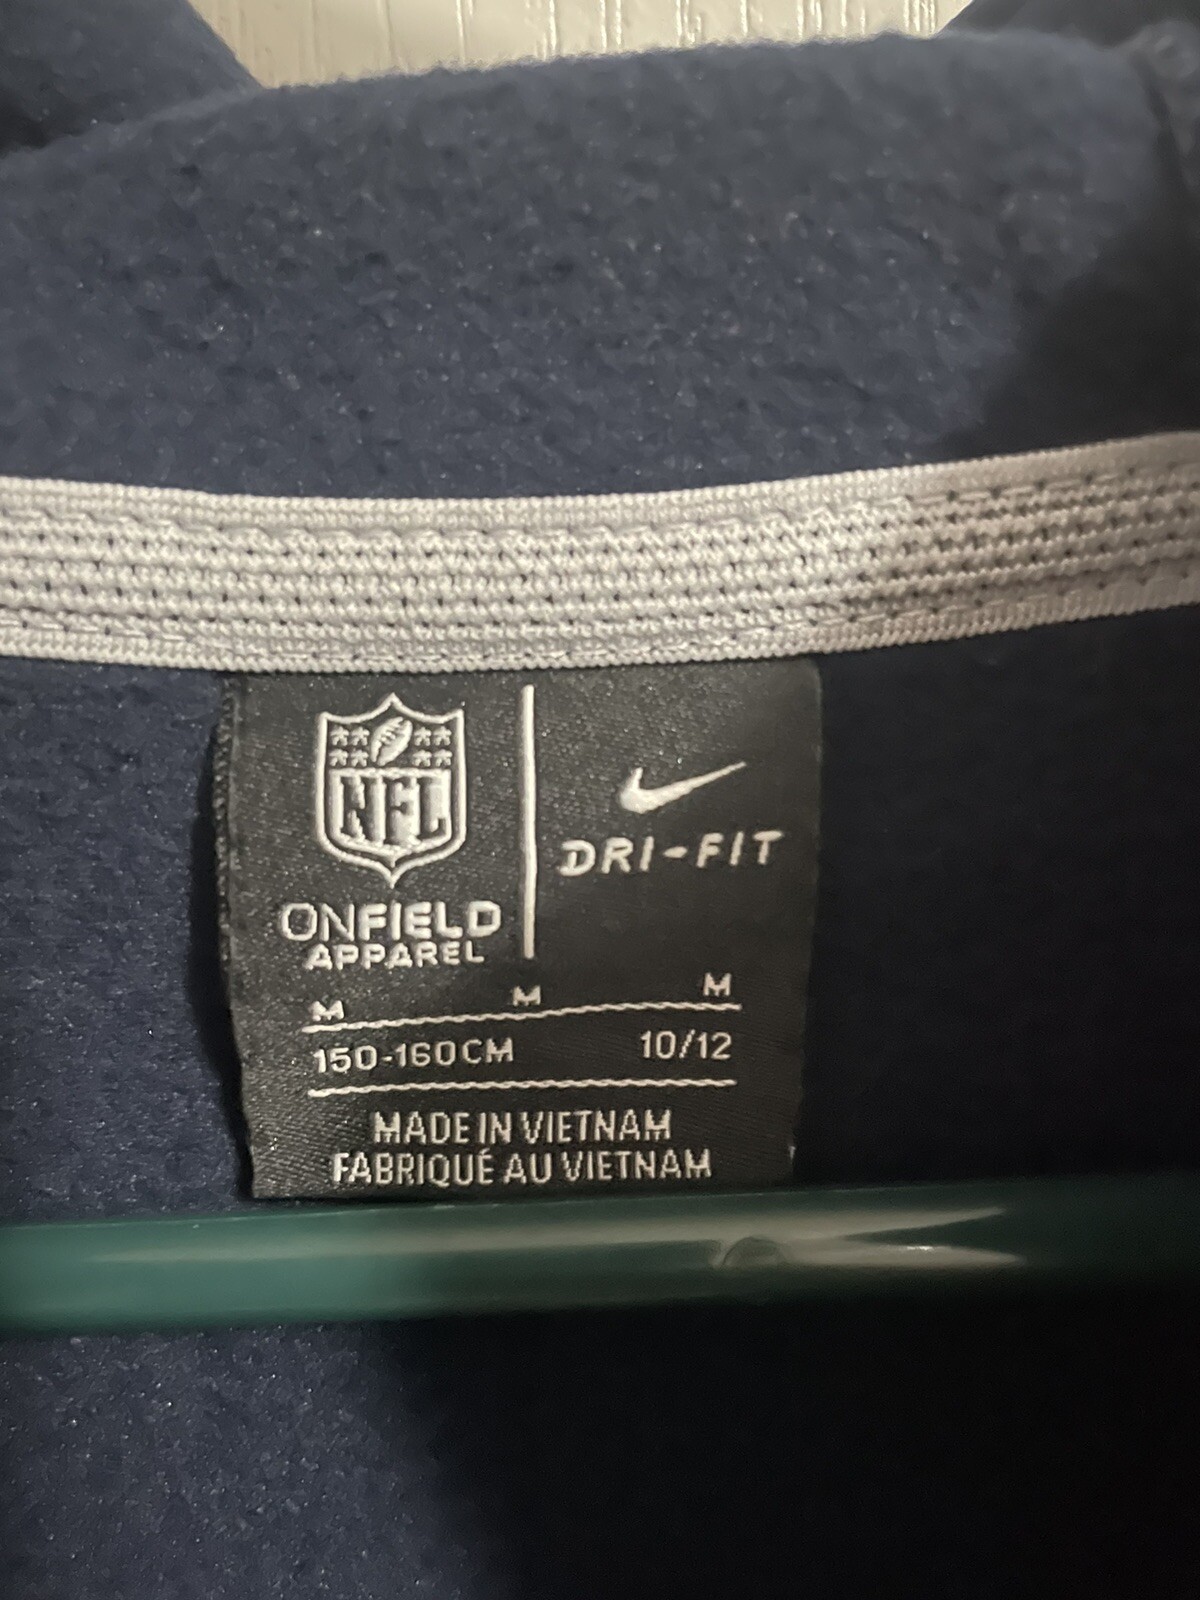 NFL
ONFIELD
APPAREL
DRI-FIT
M M M
150-160CM 10/12
MADE IN VIETNAM
FABRIQUÉ AU VIETNAM